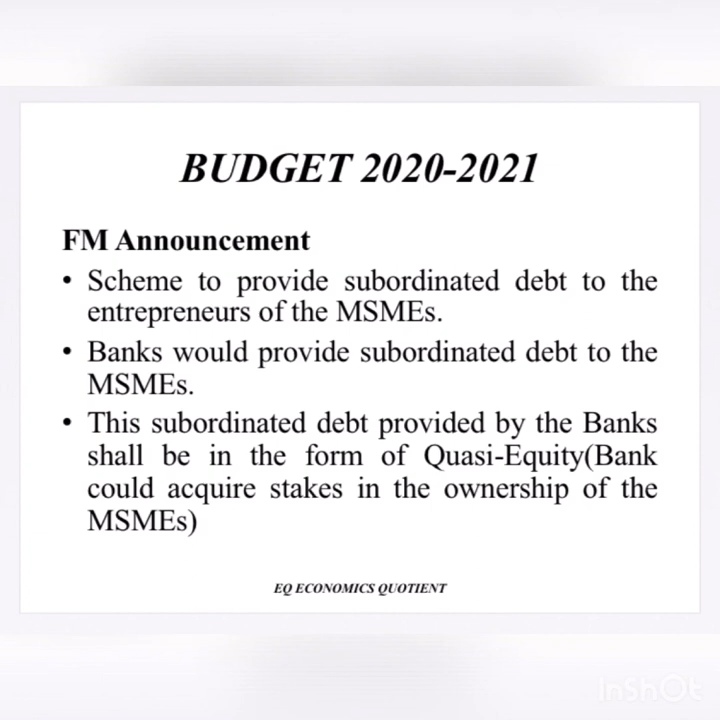 BUDGET 2020-2021
FM Announcement
• Scheme to provide subordinated debt to the
entrepreneurs of the MSMEs.
• Banks would provide subordinated debt to the
MSMEs.
• This subordinated debt provided by the Banks
shall be in the form of Quasi-Equity(Bank
could acquire stakes in the ownership of the
MSMEs)
EQ ECONOMICS QUOTIENT
InShOt